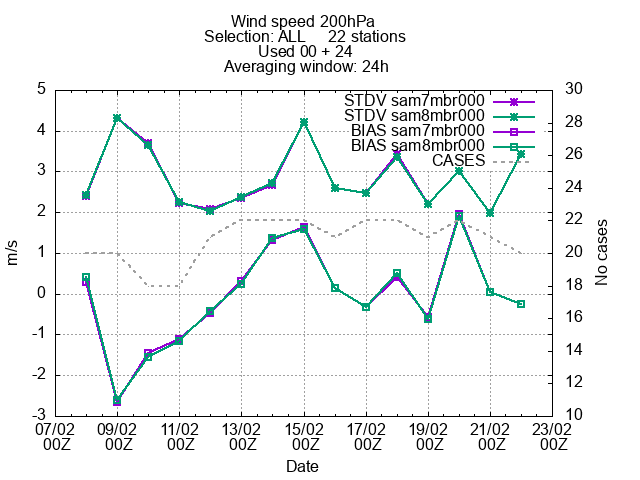 Wind speed 200hPa
Selection: ALL 22 stations
Used 00 + 24
Averaging window: 24h
STDV sam7mbr000
STDV sam8mbr000
BIAS sam7mbr000
BIAS sam8mbr000
CASES
5
4
3
2
1
0
-1
-2
-3
m/s
30
28
26
24
22
20
18
16
14
12
10
No cases
07/02 09/02 11/02 13/02 15/02 17/02 19/02 21/02 23/02
00Z 00Z 00Z 00Z 00Z 00Z 00Z 00Z 00Z
Date